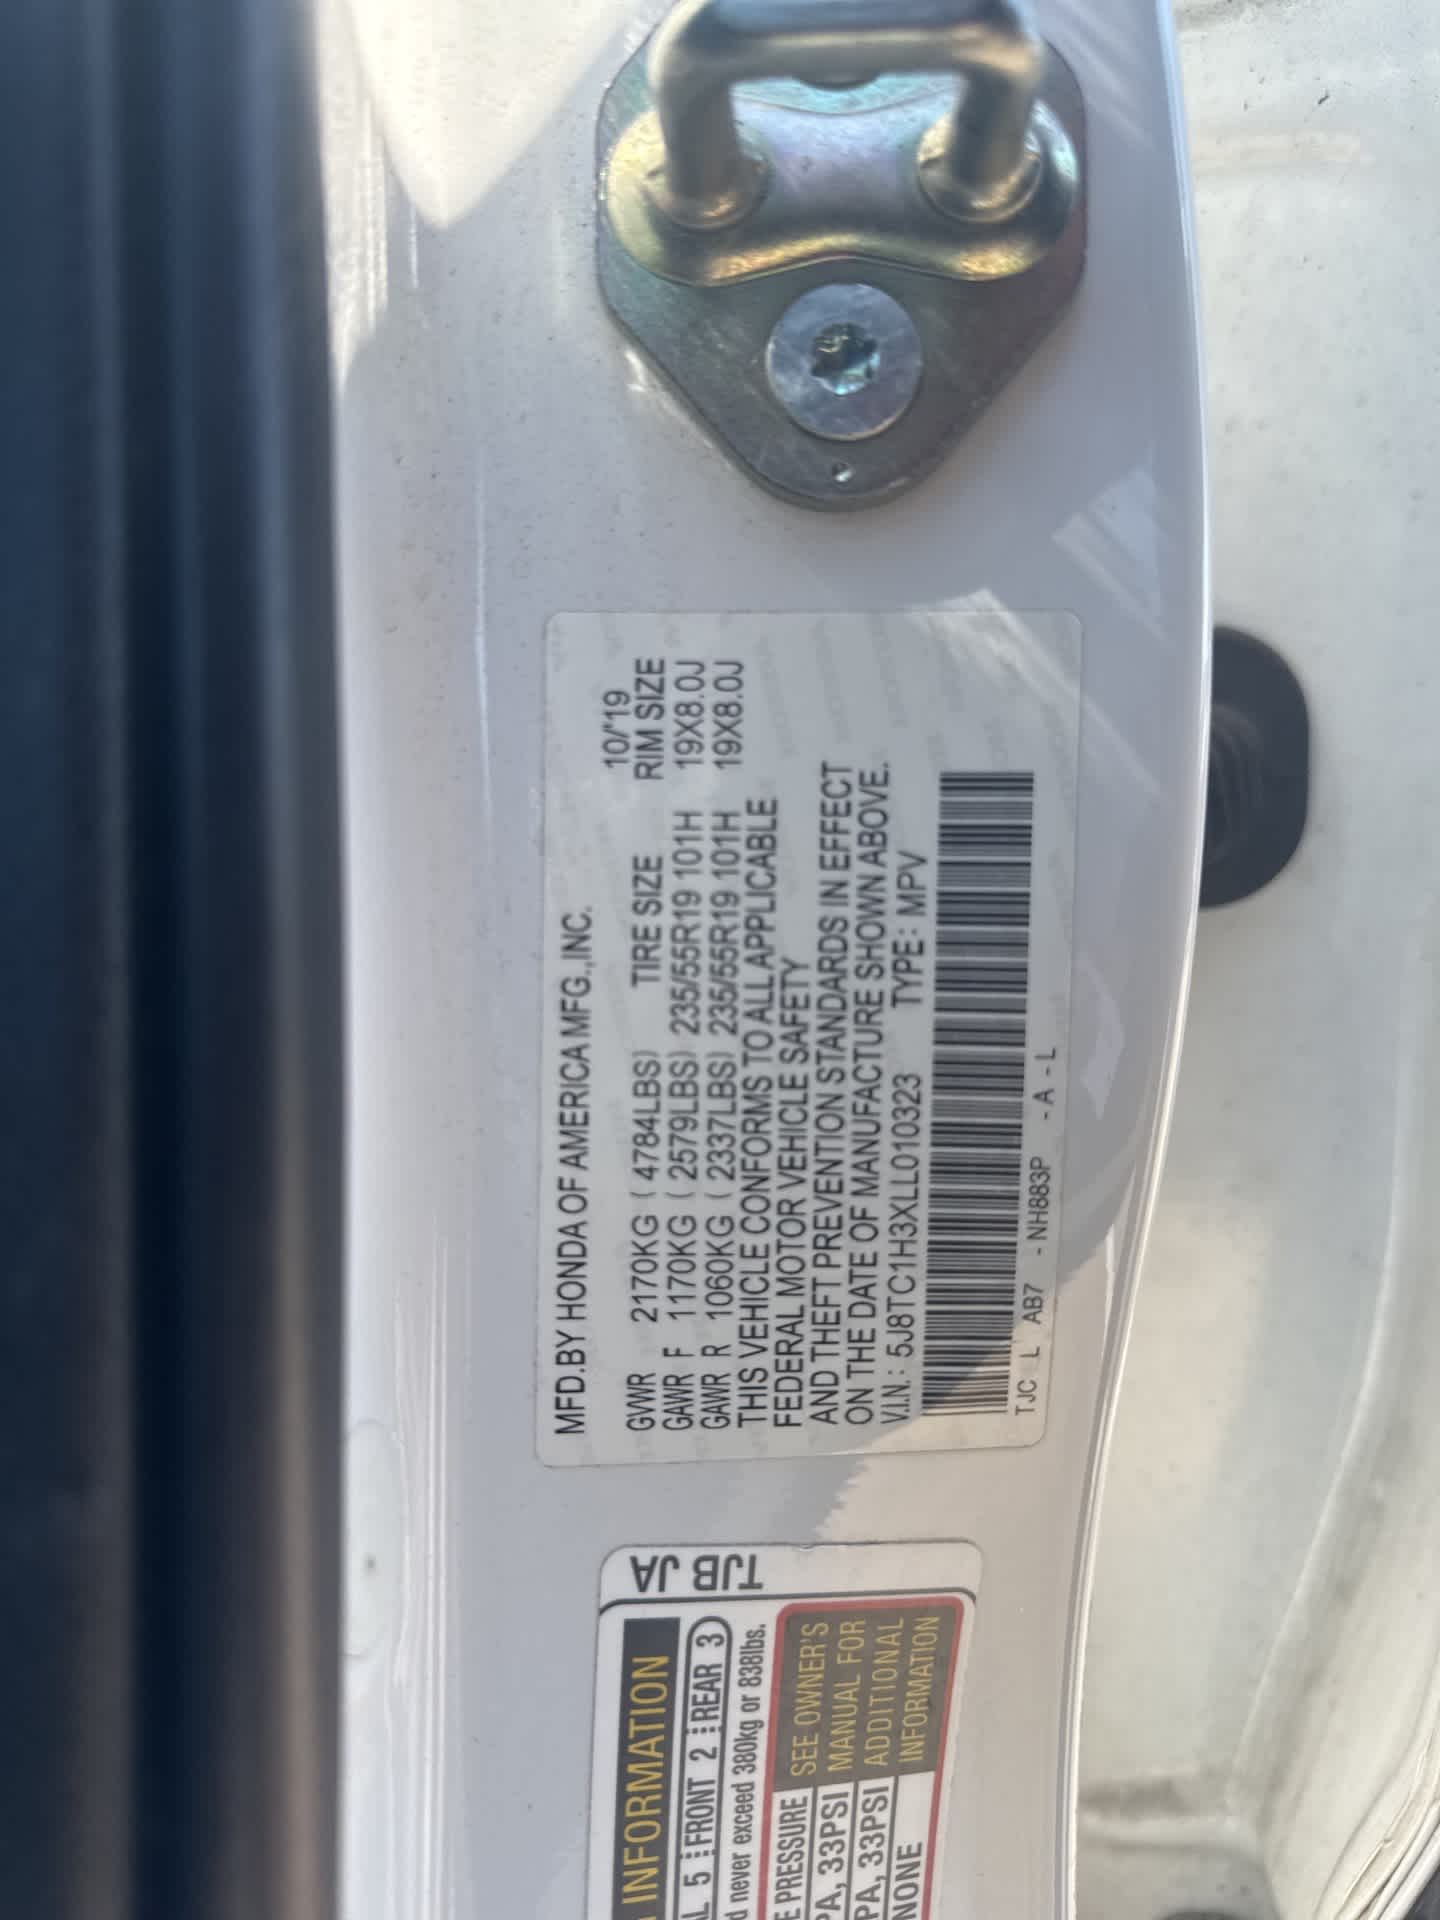 MFD.BY HONDA OF AMERICA MFG.,INC.
10/'19
GVWR 2170KG ( 4784LBS) TIRE SIZE RIM SIZE
GAWR F 1170KG ( 2579LBS) 235/55R19 101H 19X8.0J
GAWR R 1060KG ( 2337LBS) 235/55R19 101H 19X8.0J
THIS VEHICLE CONFORMS TO ALL APPLICABLE
FEDERAL MOTOR VEHICLE SAFETY
AND THEFT PREVENTION STANDARDS IN EFFECT
ON THE DATE OF MANUFACTURE SHOWN ABOVE.
V.I.N.: 5J8TC1H3XLL010323 TYPE: MPV
TJC L AB7 - NH883P - A - L
INFORMATION
5 FRONT 2 REAR 3
never exceed 380kg or 838lbs.
PRESSURE
33PSI
33PSI
NONE
SEE OWNER'S
MANUAL FOR
ADDITIONAL
INFORMATION
TJB JA